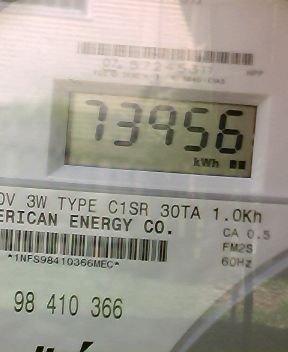 73956
kWh
0V 3W TYPE C1SR 30TA 1.0Kh
ERICAN ENERGY CO. CA 0.5
FM2S
*1NFS98410366MEC* 60Hz
98 410 366